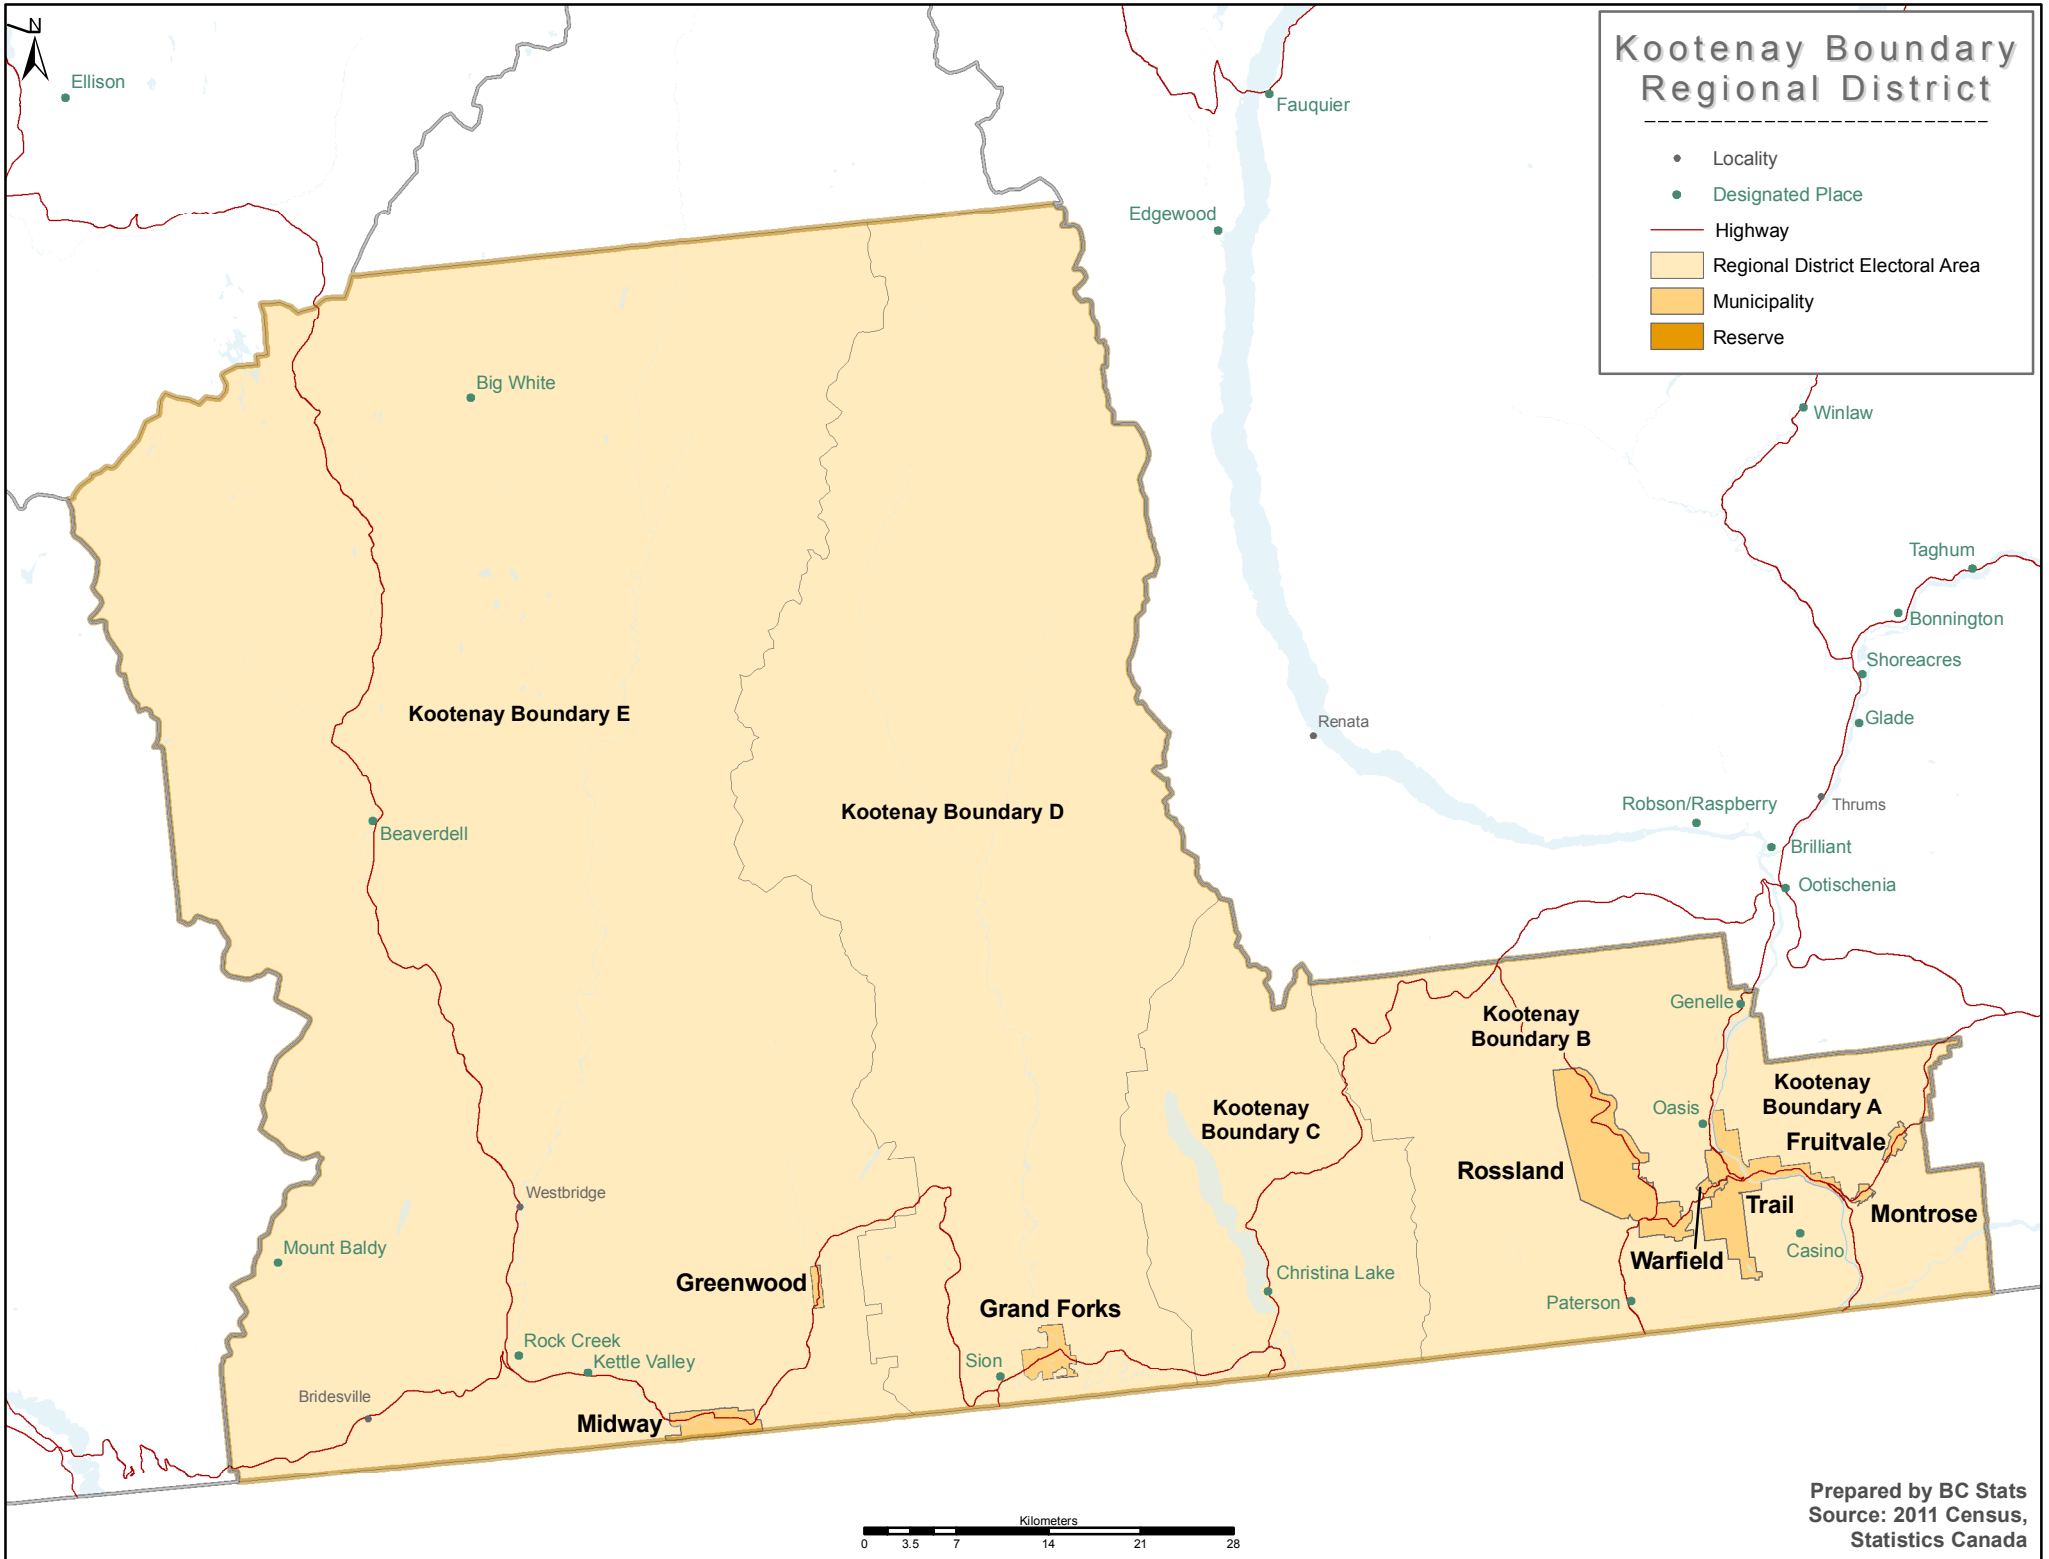 N
Kootenay Boundary
Regional District
Locality
Designated Place
Highway
Regional District Electoral Area
Municipality
Reserve
Ellison
Fauquier
Edgewood
Big White
Winlaw
Taghum
Bonnington
Shoreacres
Kootenay Boundary E
Glade
Renata
Kootenay Boundary D
Robson/Raspberry
Thrums
Beaverdell
Brilliant
Ootischenia
Genelle
Kootenay
Boundary B
Kootenay
Boundary A
Kootenay
Boundary C
Oasis
Fruitvale
Rossland
Westbridge
Trail
Montrose
Mount Baldy
Casino
Warfield
Greenwood
Christina Lake
Paterson
Grand Forks
Rock Creek
Kettle Valley
Sion
Bridesville
Midway
Prepared by BC Stats
Source: 2011 Census,
Statistics Canada
Kilometers
0 3.5 7 14 21 28